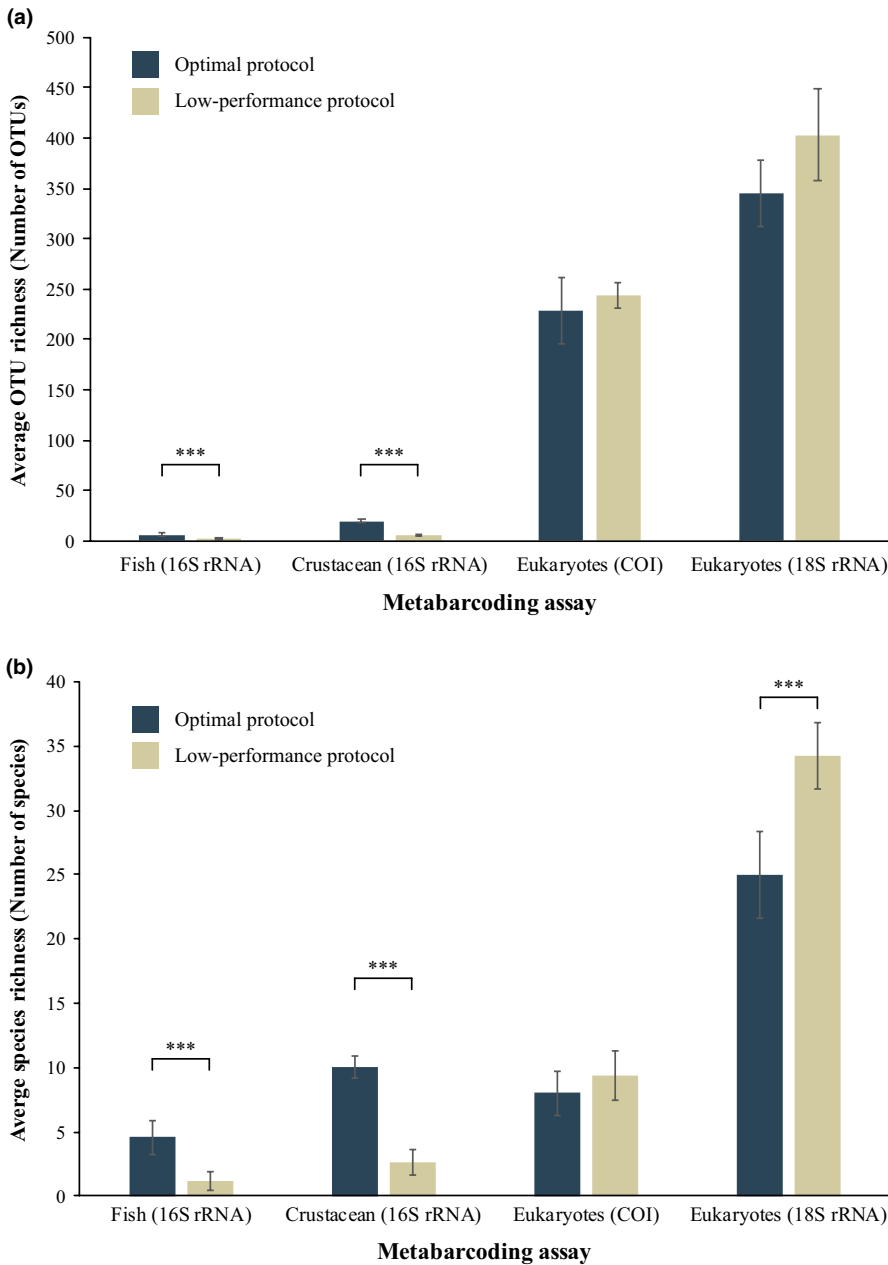 (a)
500
450
400
350
300
250
200
150
100
50
0
Average OTU richness (Number of OTUs)
Optimal protocol
Low-performance protocol
***
***
Fish (16S rRNA)
Crustacean (16S rRNA)
Eukaryotes (COI)
Eukaryotes (18S rRNA)
Metabarcoding assay
(b)
40
35
30
25
20
15
10
5
0
Averge species richness (Number of species)
Optimal protocol
Low-performance protocol
***
***
***
Fish (16S rRNA)
Crustacean (16S rRNA)
Eukaryotes (COI)
Eukaryotes (18S rRNA)
Metabarcoding assay